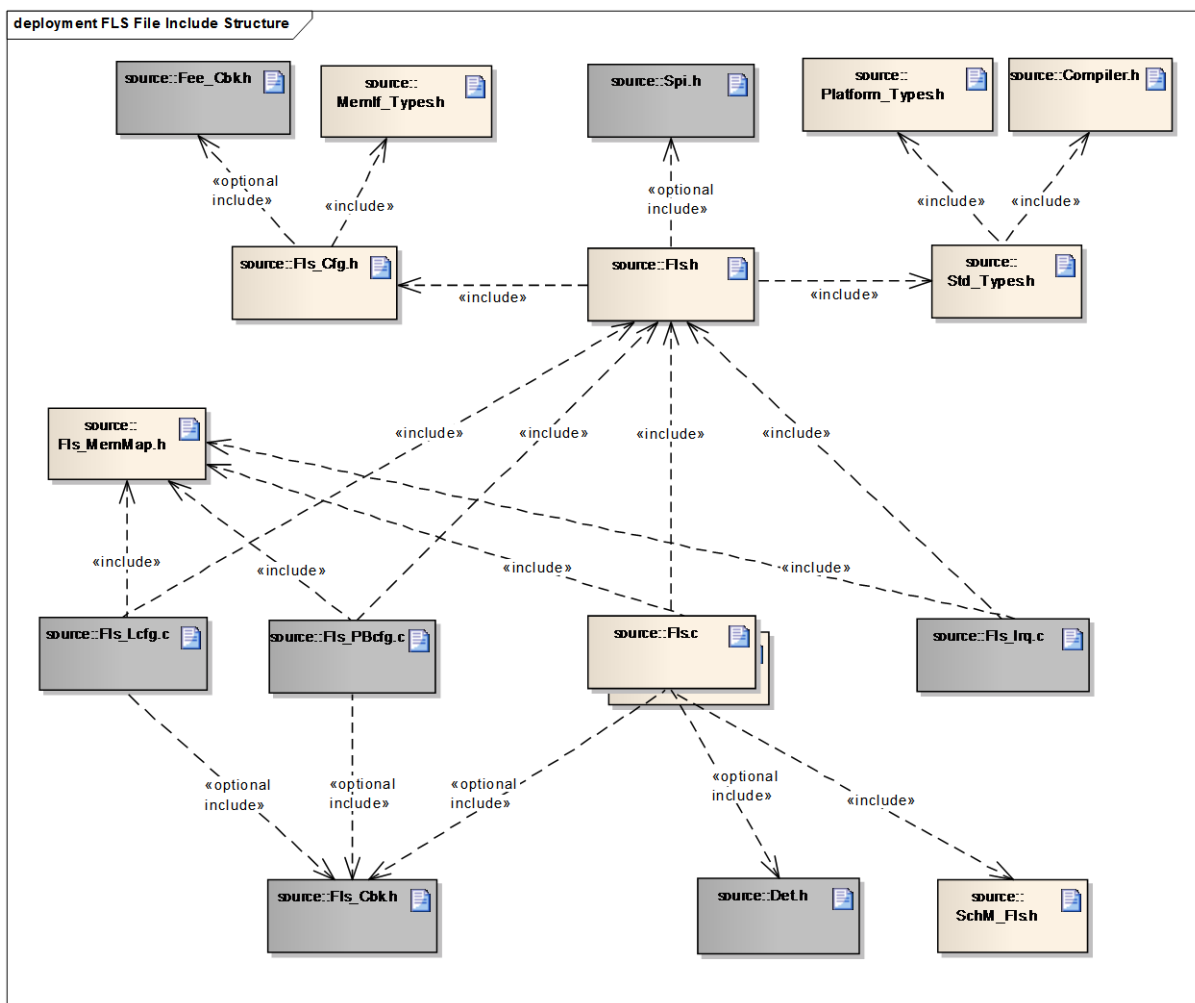 deployment FLS File Include Structure
source::Fee_Cbk.h
source::
MemIf_Types.h
source::Spi.h
source::
Platform_Types.h
source::Compiler.h
«optional
include»
«include»
«optional
include»
«include»
«include»
source::Fls_Cfg.h
source::Fls.h
source::
Std_Types.h
«include»
«include»
source::
Fls_MemMap.h
«include»
«include»
«include»
«include»
«include»
«include»
«include»
«include»
source::Fls_Lcfg.c
source::Fls_PBcfg.c
source::Fls.c
source::Fls_Irq.c
«optional
include»
«optional
include»
«optional
include»
«optional
include»
«include»
source::Fls_Cbk.h
source::Det.h
source::
SchM_Fls.h